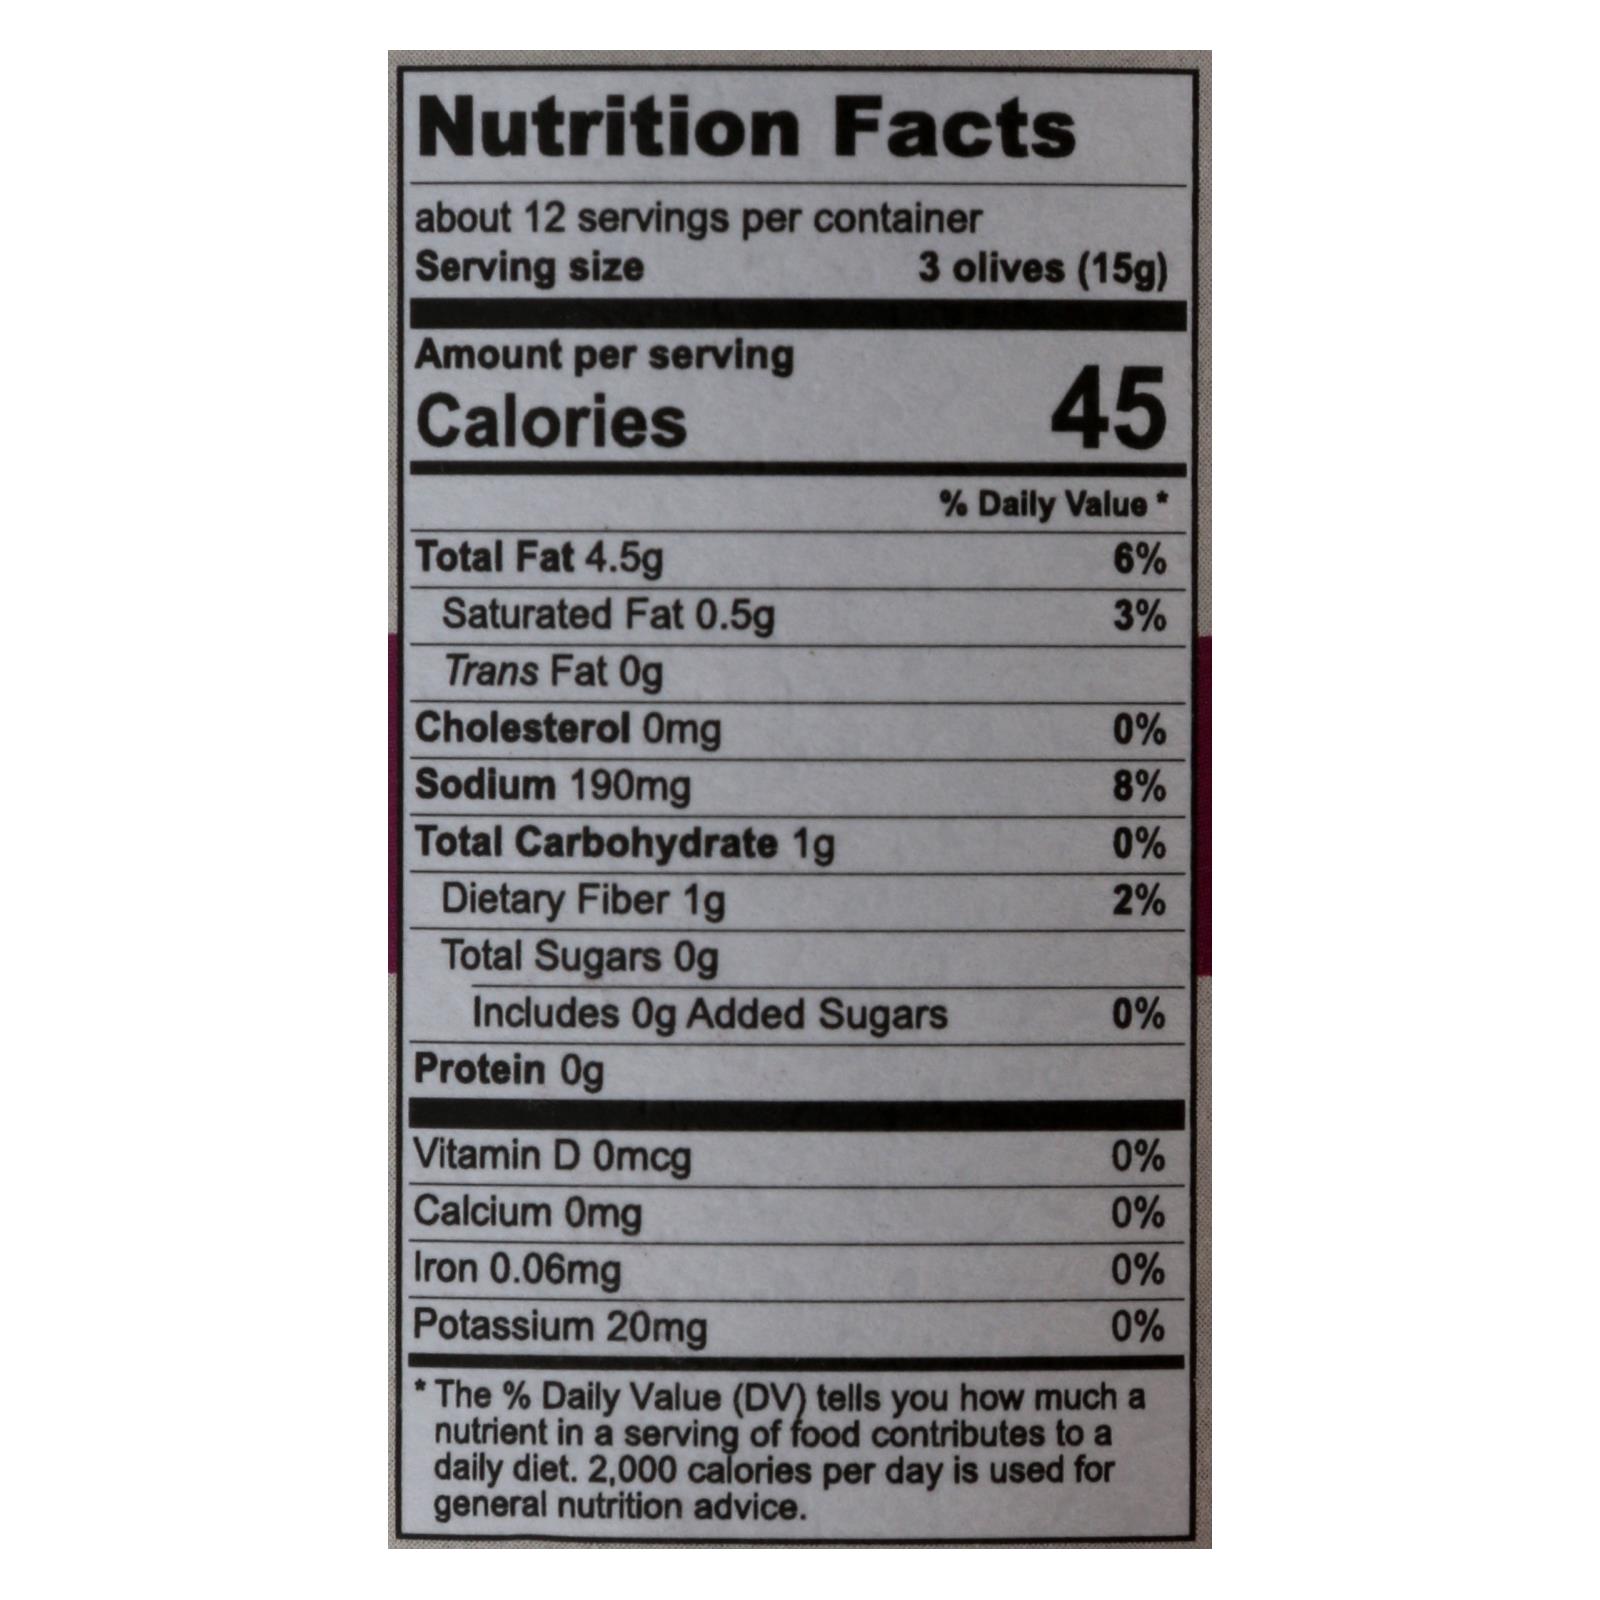 Nutrition Facts
about 12 servings per container
Serving size 3 olives (15g)
Amount per serving
Calories 45
% Daily Value *
Total Fat 4.5g 6%
Saturated Fat 0.5g 3%
Trans Fat 0g
Cholesterol 0mg 0%
Sodium 190mg 8%
Total Carbohydrate 1g 0%
Dietary Fiber 1g 2%
Total Sugars 0g
Includes 0g Added Sugars 0%
Protein 0g
Vitamin D 0mcg 0%
Calcium 0mg 0%
Iron 0.06mg 0%
Potassium 20mg 0%
* The % Daily Value (DV) tells you how much a
nutrient in a serving of food contributes to a
daily diet. 2,000 calories per day is used for
general nutrition advice.